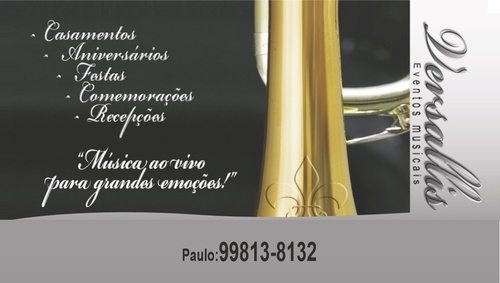 - Casamentos
- Aniversários
- Festas
- Comemorações
- Recepções
"Música ao vivo
para grandes emoções!"
Versallis
Eventos musicais
Paulo:99813-8132